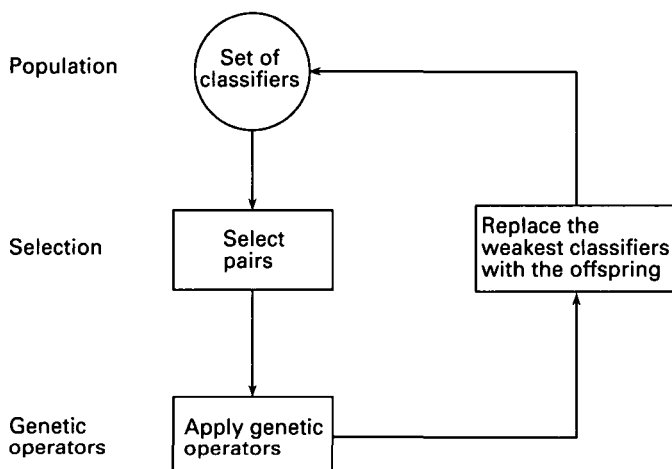 Population
Set of
classifiers
Selection
Select
pairs
Replace the
weakest classifiers
with the offspring
Genetic
operators
Apply genetic
operators